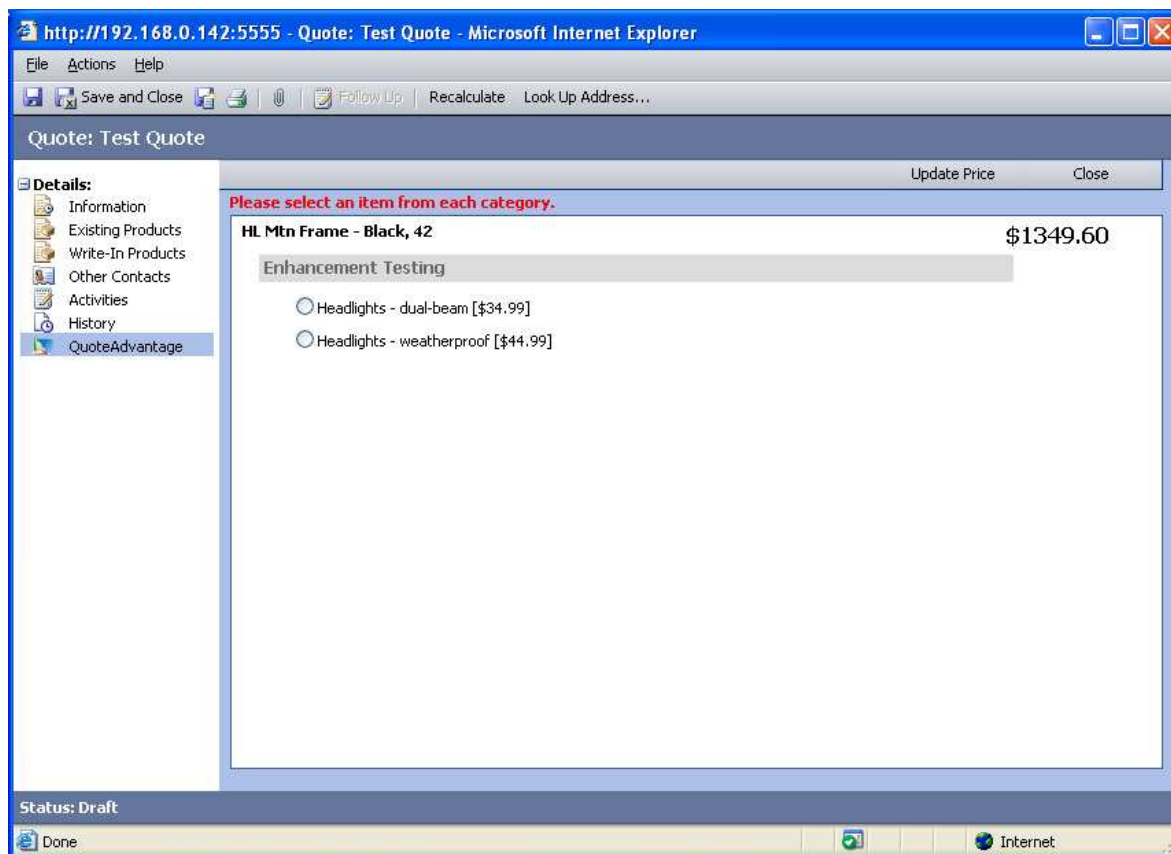 http://192.168.0.142:5555 - Quote: Test Quote - Microsoft Internet Explorer
File Actions Help
Save and Close Follow Up Recalculate Look Up Address...
Quote: Test Quote
Details:
Information
Existing Products
Write-In Products
Other Contacts
Activities
History
QuoteAdvantage
Update Price Close
Please select an item from each category.
HL Mtn Frame - Black, 42 $1349.60
Enhancement Testing
Headlights - dual-beam [$34.99]
Headlights - weatherproof [$44.99]
Status: Draft
Done Internet